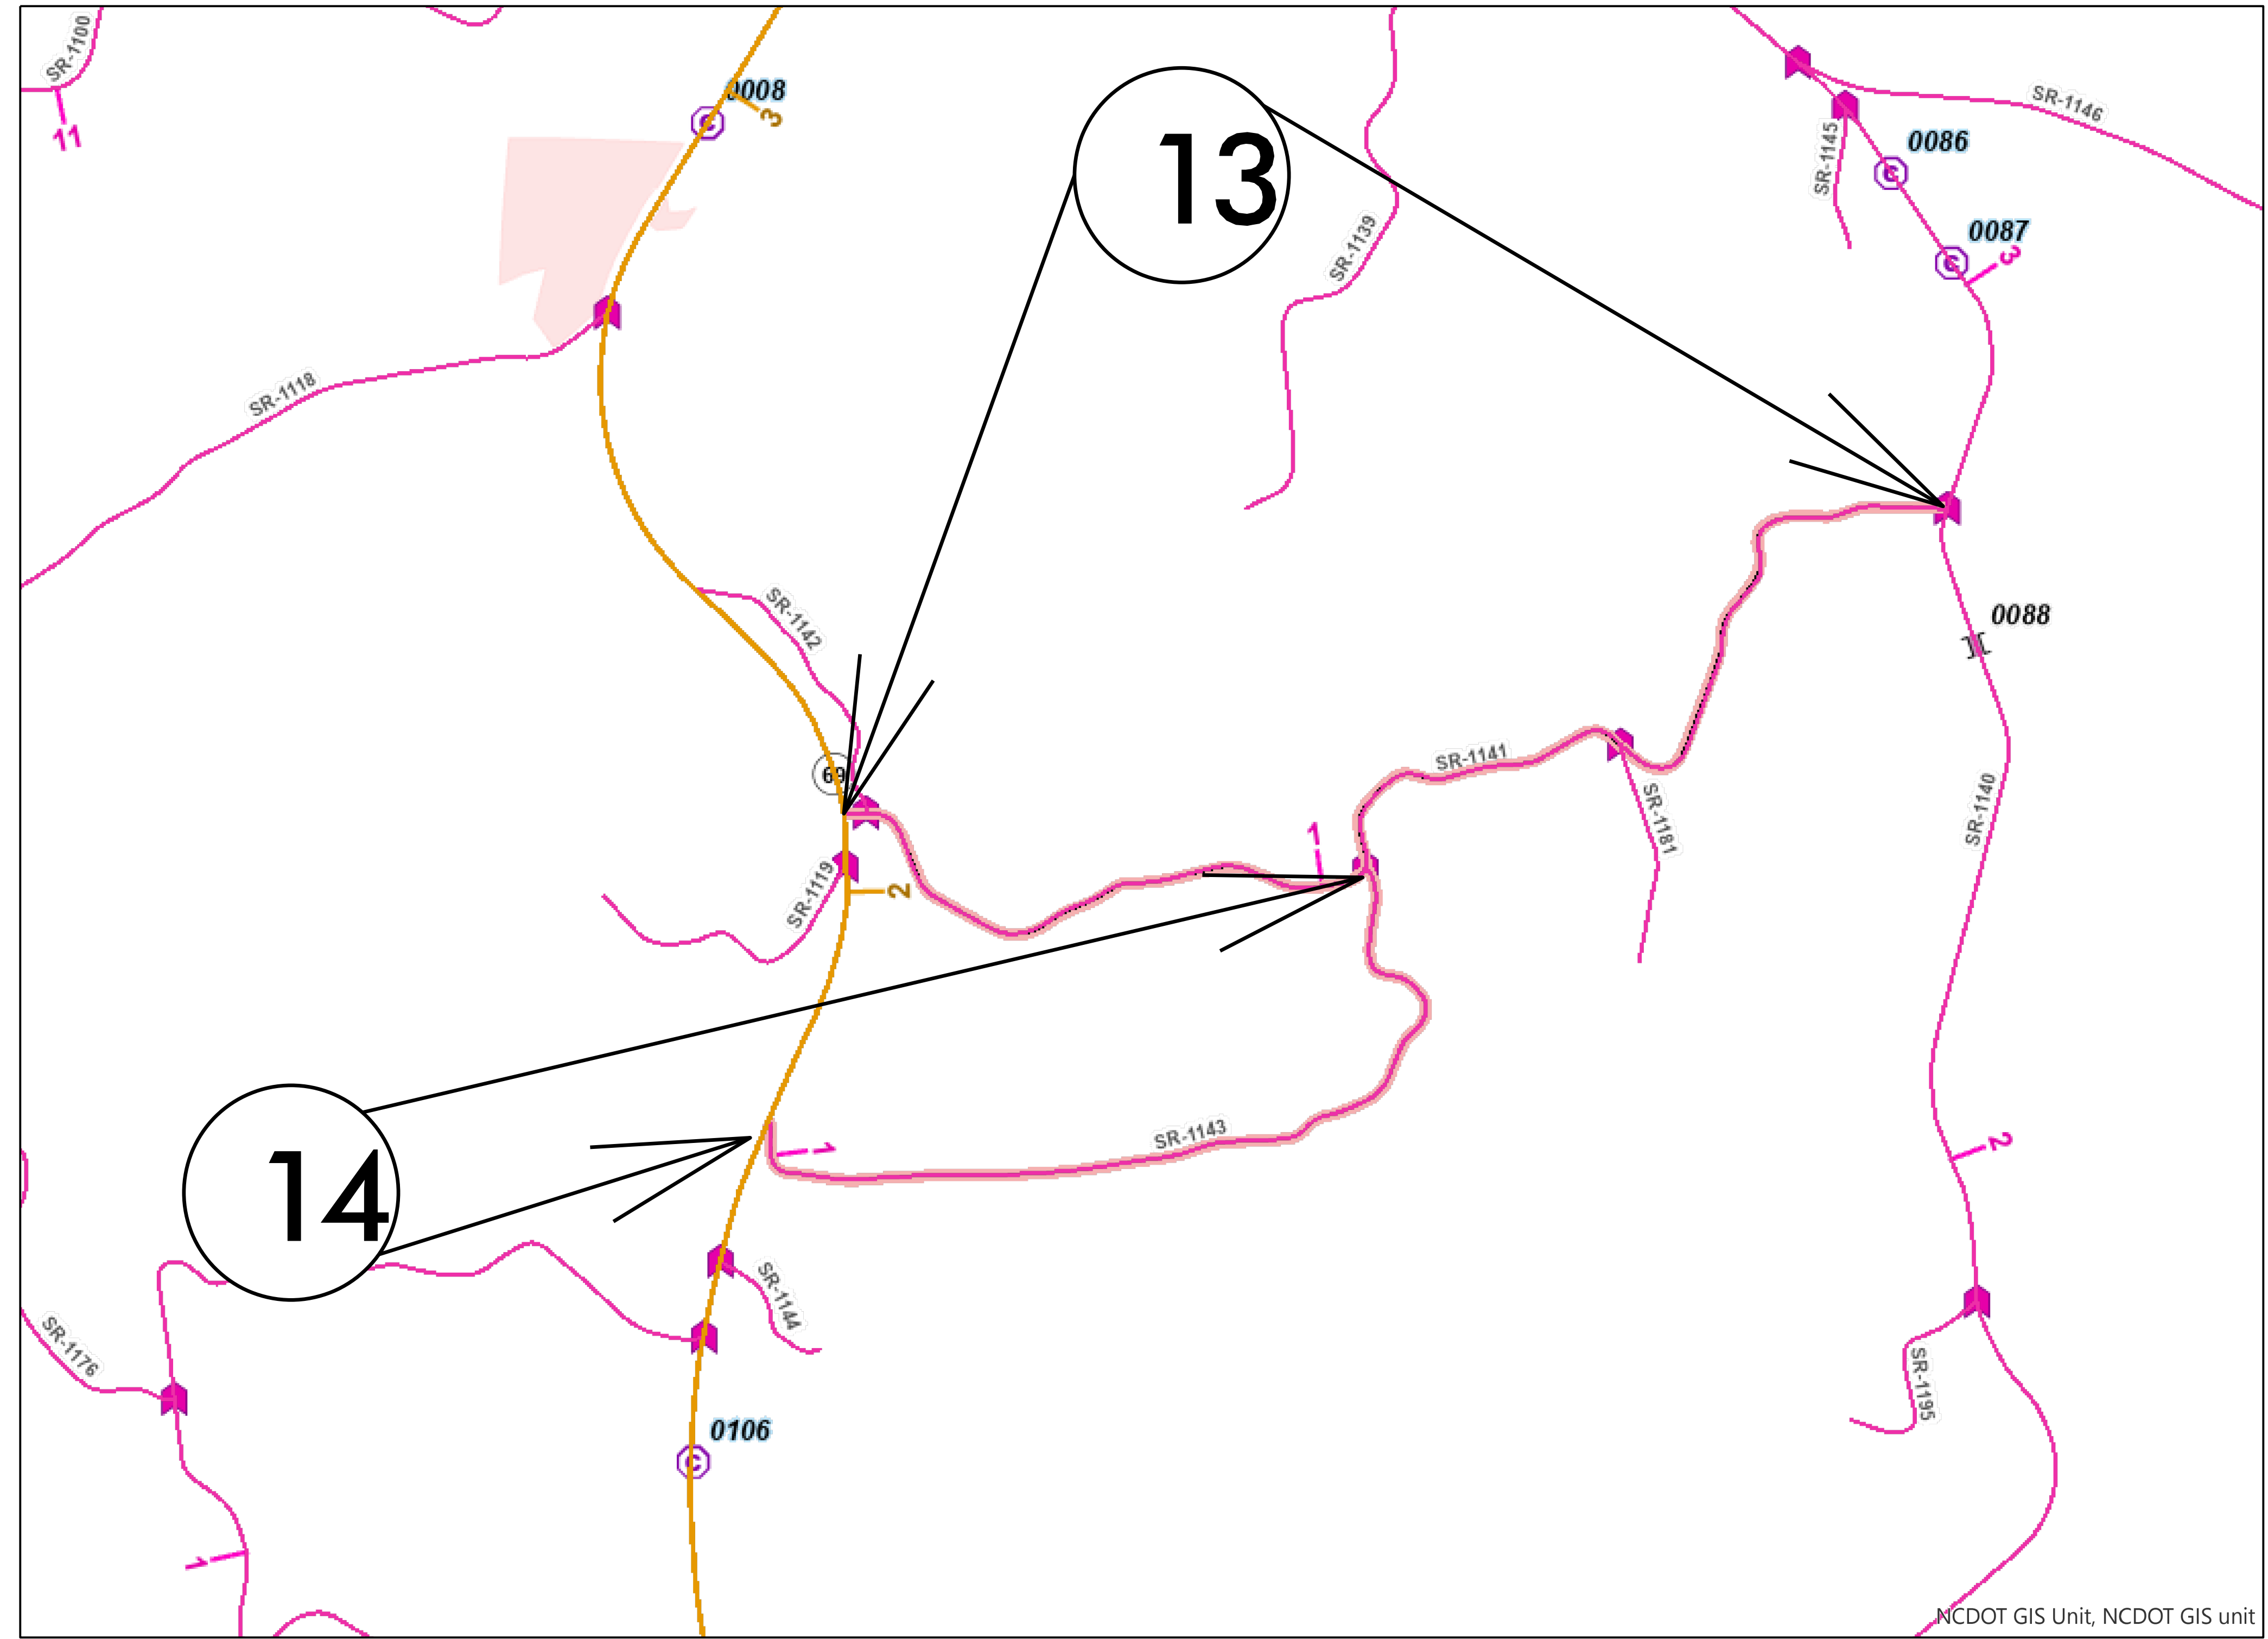 SR-1100
11
0008
3
13
SR-1146
SR-1145
0086
C
C
0087
C
3
SR-1139
SR-1118
SR-1142
0088
69
SR-1141
SR-1181
SR-1140
1
SR-1119
2
14
SR-1143
1
2
SR-1144
SR-1176
SR-1195
0106
C
1
NCDOT GIS Unit, NCDOT GIS unit